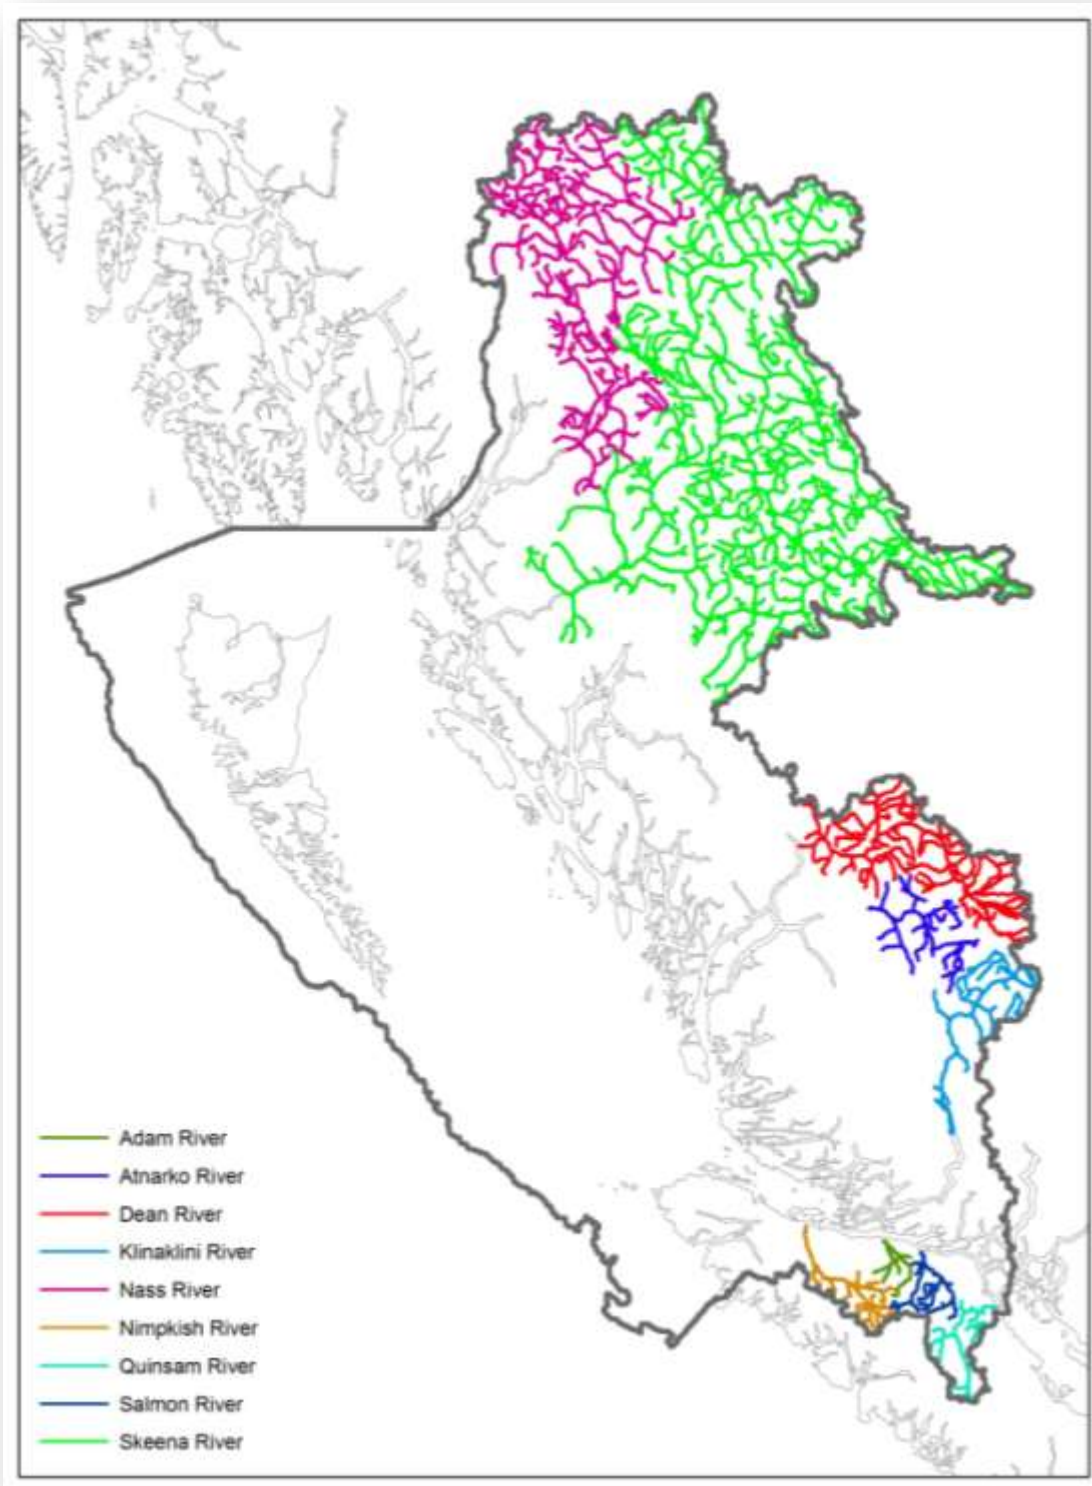 Adam River
Atnarko River
Dean River
Klinaklini River
Nass River
Nimpkish River
Quinsam River
Salmon River
Skeena River